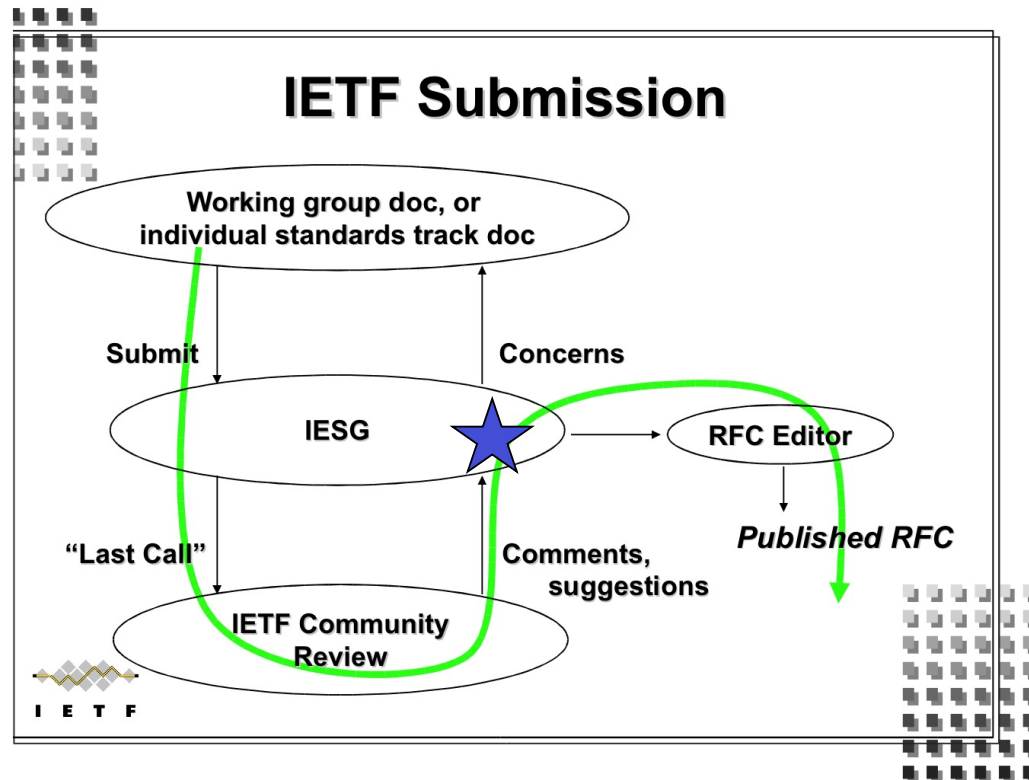 IETF Submission
Working group doc, or
individual standards track doc
Submit
Concerns
IESG
RFC Editor
Published RFC
“Last Call”
Comments,
suggestions
IETF Community
Review
I E T F